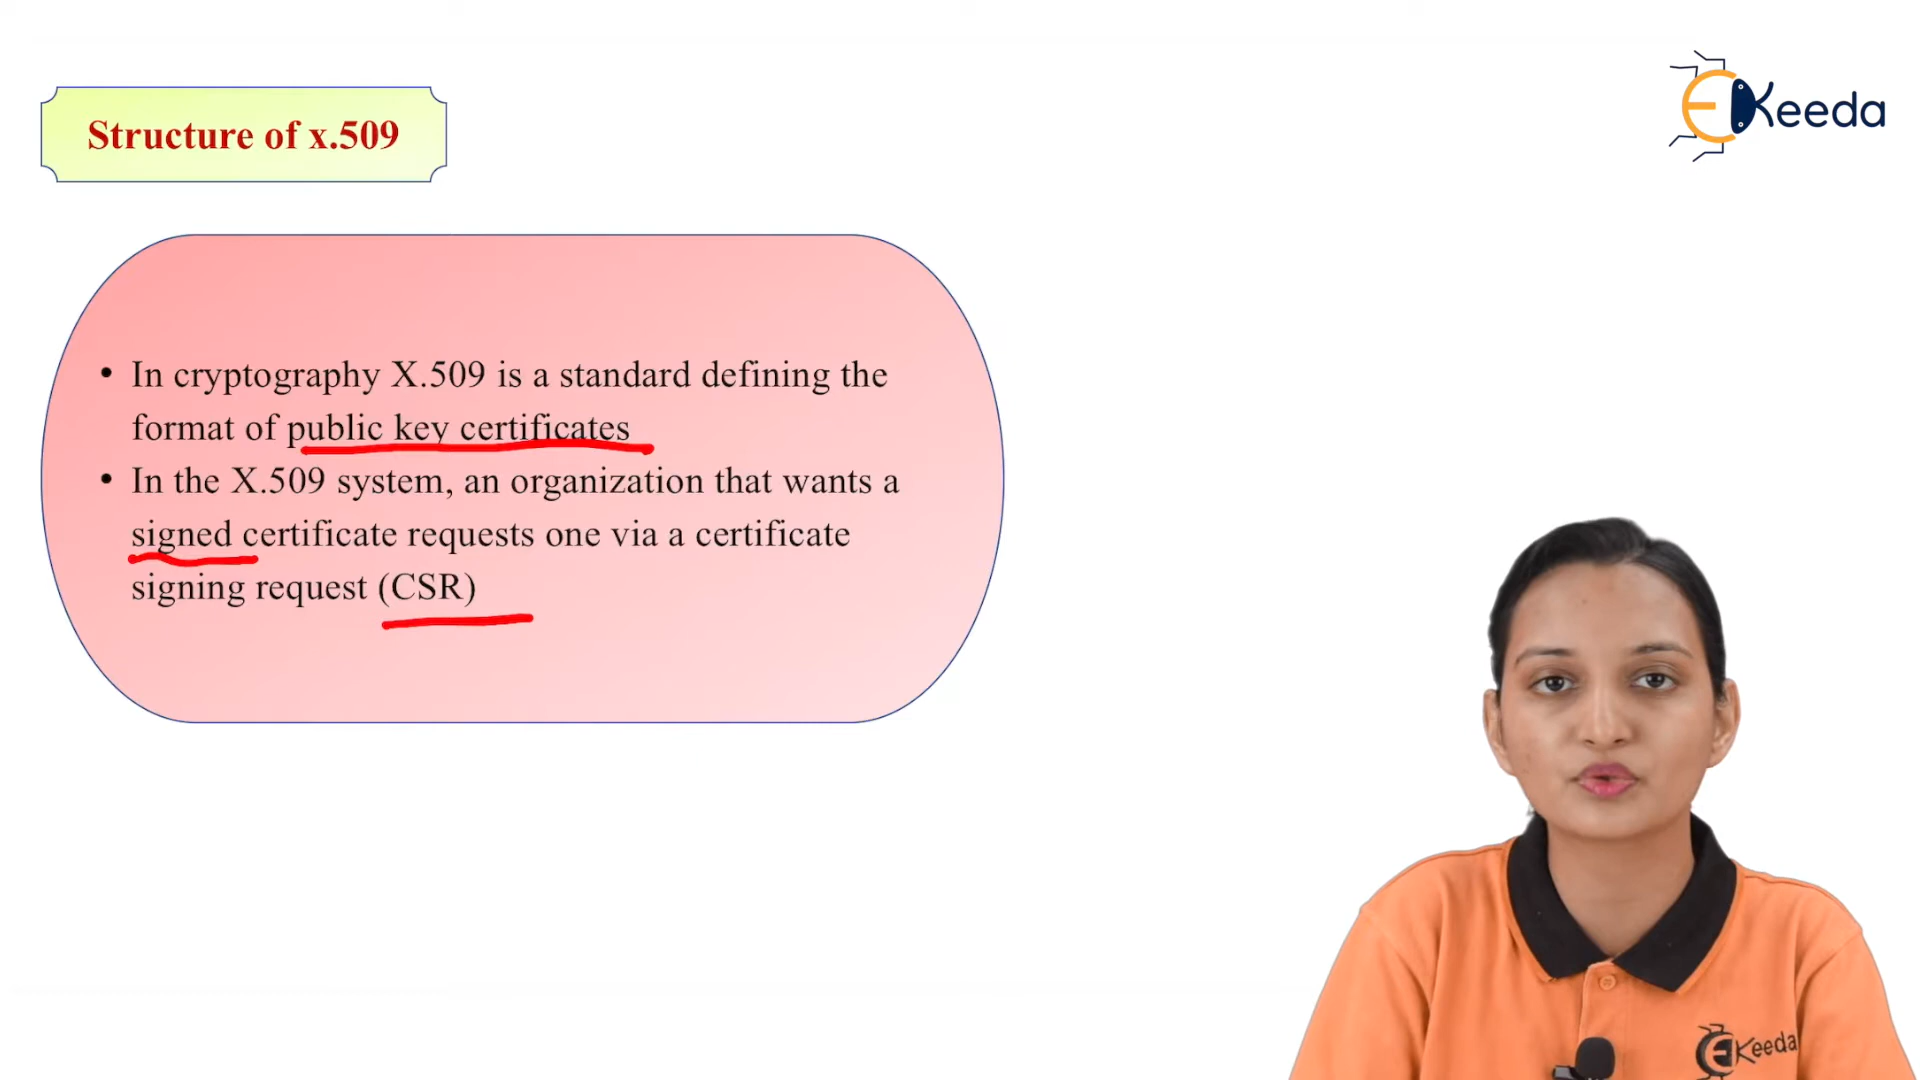 Structure of x.509
Keeda
• In cryptography X.509 is a standard defining the
format of public key certificates
• In the X.509 system, an organization that wants a
signed certificate requests one via a certificate
signing request (CSR)
Keeda